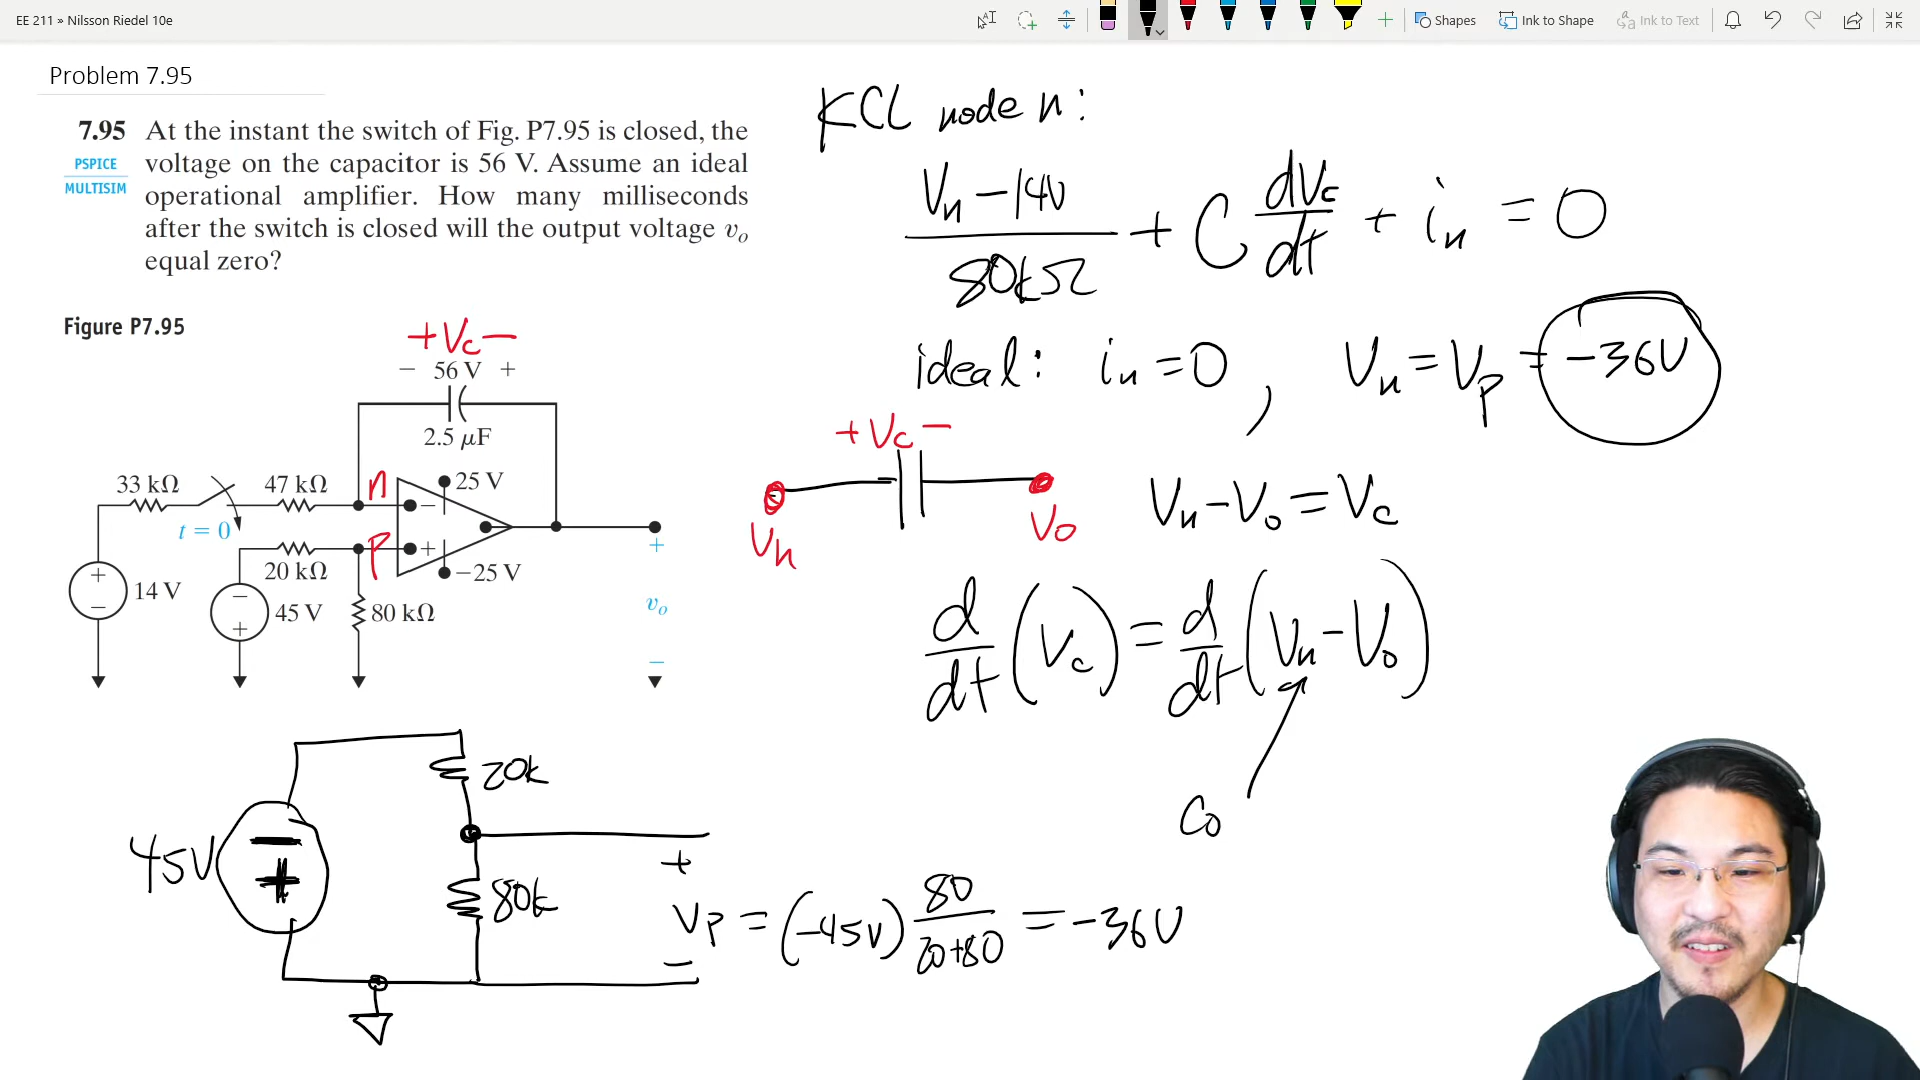 EE 211 » Nilsson Riedel 10e
Shapes
Ink to Shape
Ink to Text
Problem 7.95
7.95 At the instant the switch of Fig. P7.95 is closed, the
PSPICE voltage on the capacitor is 56 V. Assume an ideal
MULTISIM operational amplifier. How many milliseconds
after the switch is closed will the output voltage vo
equal zero?
Figure P7.95
+ Vc −
− 56 V +
2.5 μF
33 kΩ
47 kΩ
n
25 V
t = 0
p
20 kΩ
−25 V
14 V
45 V
80 kΩ
+
vo
−
45V
20k
80k
+
Vp = (-45V) 80 / 20+80 = -36V
−
KCL node n:
Vn - 14V / 80kΩ + C dVc/dt + in = 0
ideal: in = 0, Vn = Vp = -36V
+ Vc −
Vn
Vo
Vn - Vo = Vc
d/dt (Vc) = d/dt (Vn - Vo)
Co